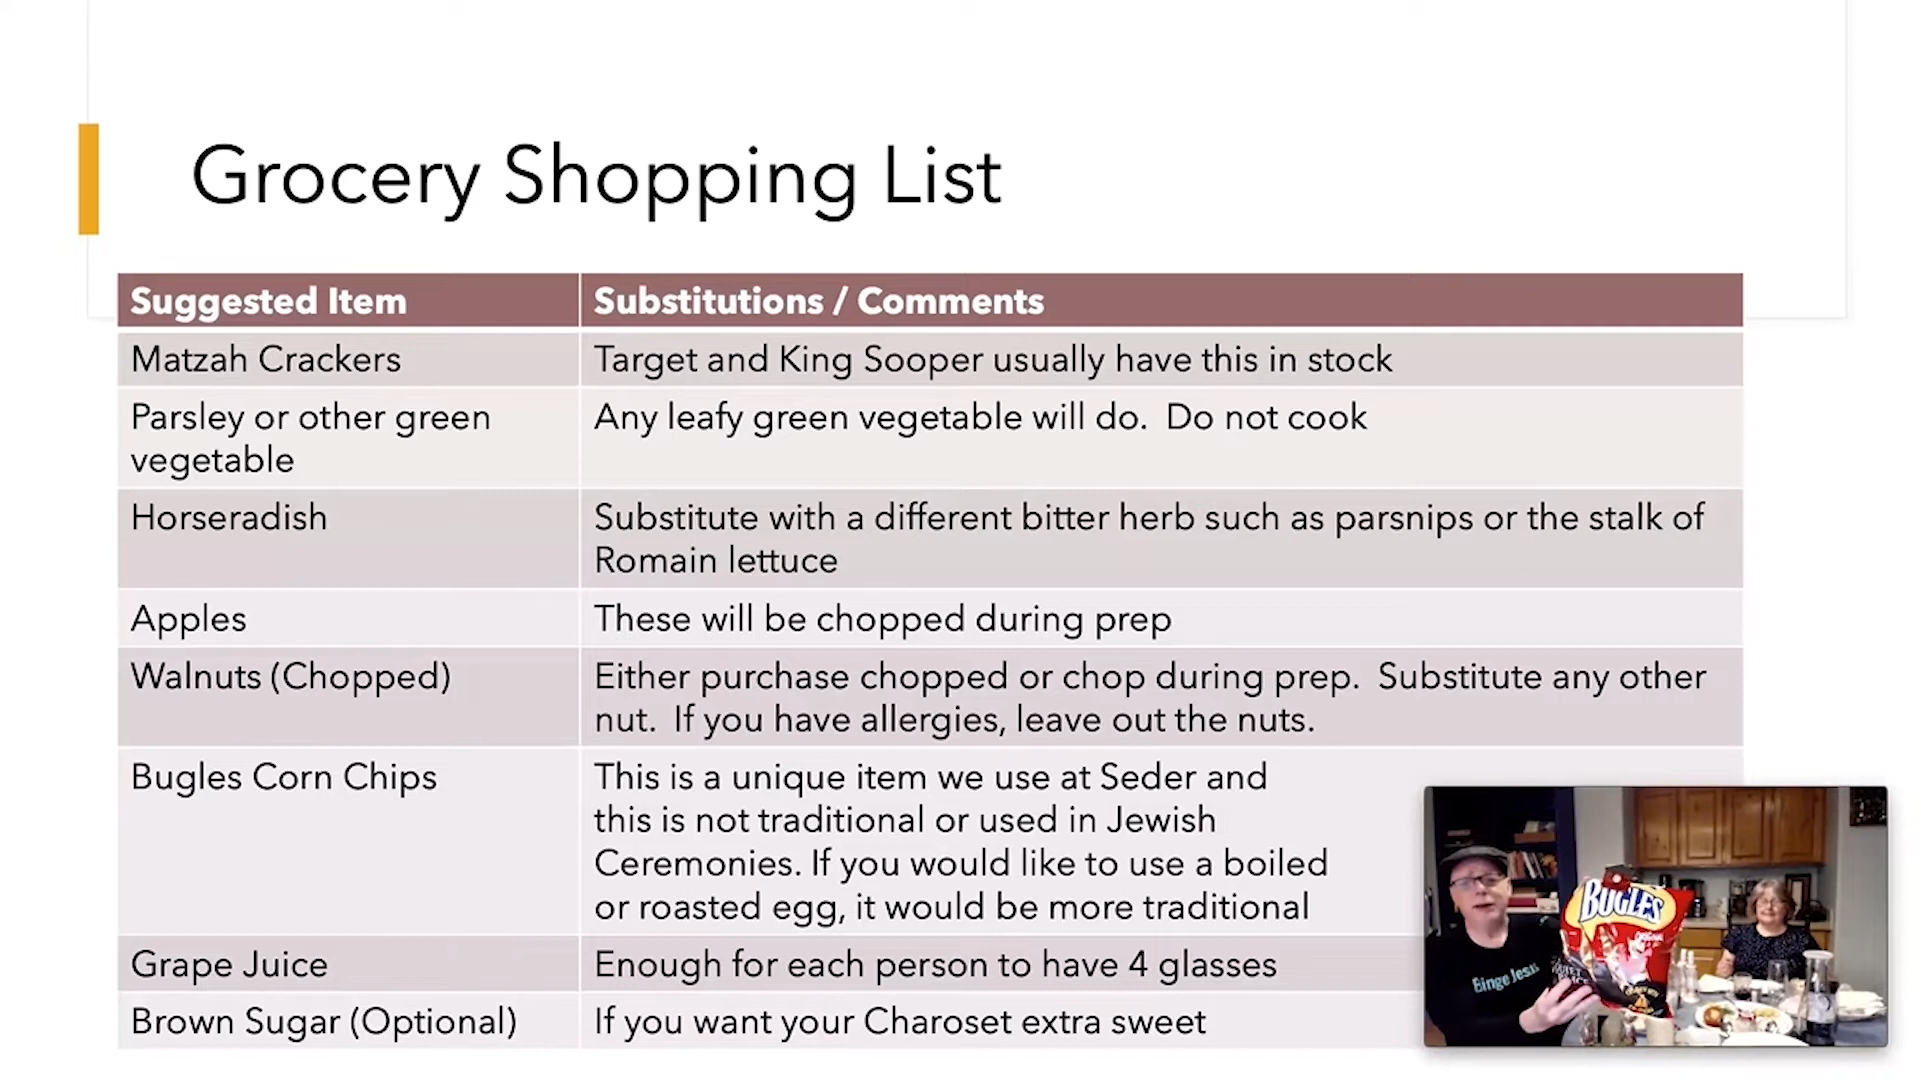 Grocery Shopping List
Suggested Item
Substitutions / Comments
Matzah Crackers
Target and King Sooper usually have this in stock
Parsley or other green
vegetable
Any leafy green vegetable will do. Do not cook
Horseradish
Substitute with a different bitter herb such as parsnips or the stalk of
Romain lettuce
Apples
These will be chopped during prep
Walnuts (Chopped)
Either purchase chopped or chop during prep. Substitute any other
nut. If you have allergies, leave out the nuts.
Bugles Corn Chips
This is a unique item we use at Seder and
this is not traditional or used in Jewish
Ceremonies. If you would like to use a boiled
or roasted egg, it would be more traditional
Grape Juice
Enough for each person to have 4 glasses
Brown Sugar (Optional)
If you want your Charoset extra sweet
BUGLES
Binge Jesus